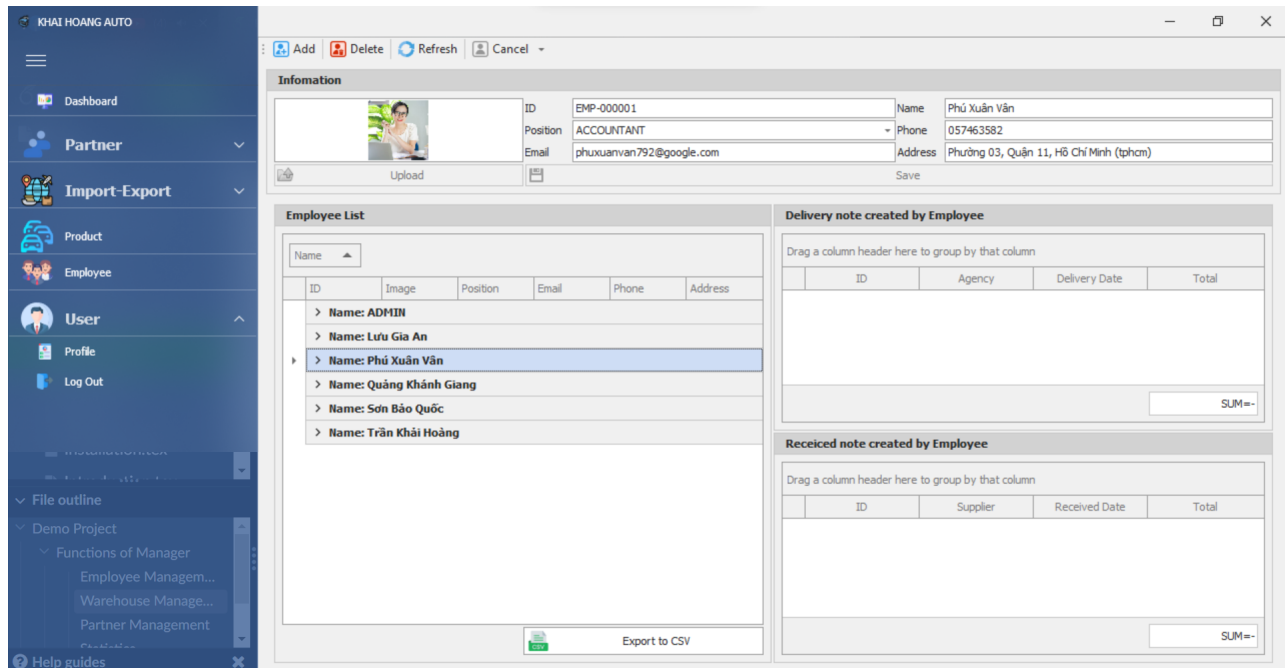 KHAI HOANG AUTO
Dashboard
Partner
Import-Export
Product
Employee
User
Profile
Log Out
File outline
Demo Project
Functions of Manager
Employee Managem...
Warehouse Manage...
Partner Management
Statistics
Help guides
Add Delete Refresh Cancel
Infomation
ID EMP-000001 Name Phú Xuân Vân
Position ACCOUNTANT Phone 057463582
Email phuxuanvan792@google.com Address Phường 03, Quận 11, Hồ Chí Minh (tphcm)
Upload Save
Employee List
Name
ID Image Position Email Phone Address
Name: ADMIN
Name: Lưu Gia An
Name: Phú Xuân Vân
Name: Quảng Khánh Giang
Name: Sơn Bảo Quốc
Name: Trần Khải Hoàng
CSV Export to CSV
Delivery note created by Employee
Drag a column header here to group by that column
ID Agency Delivery Date Total
SUM=-
Receiced note created by Employee
Drag a column header here to group by that column
ID Supplier Received Date Total
SUM=-